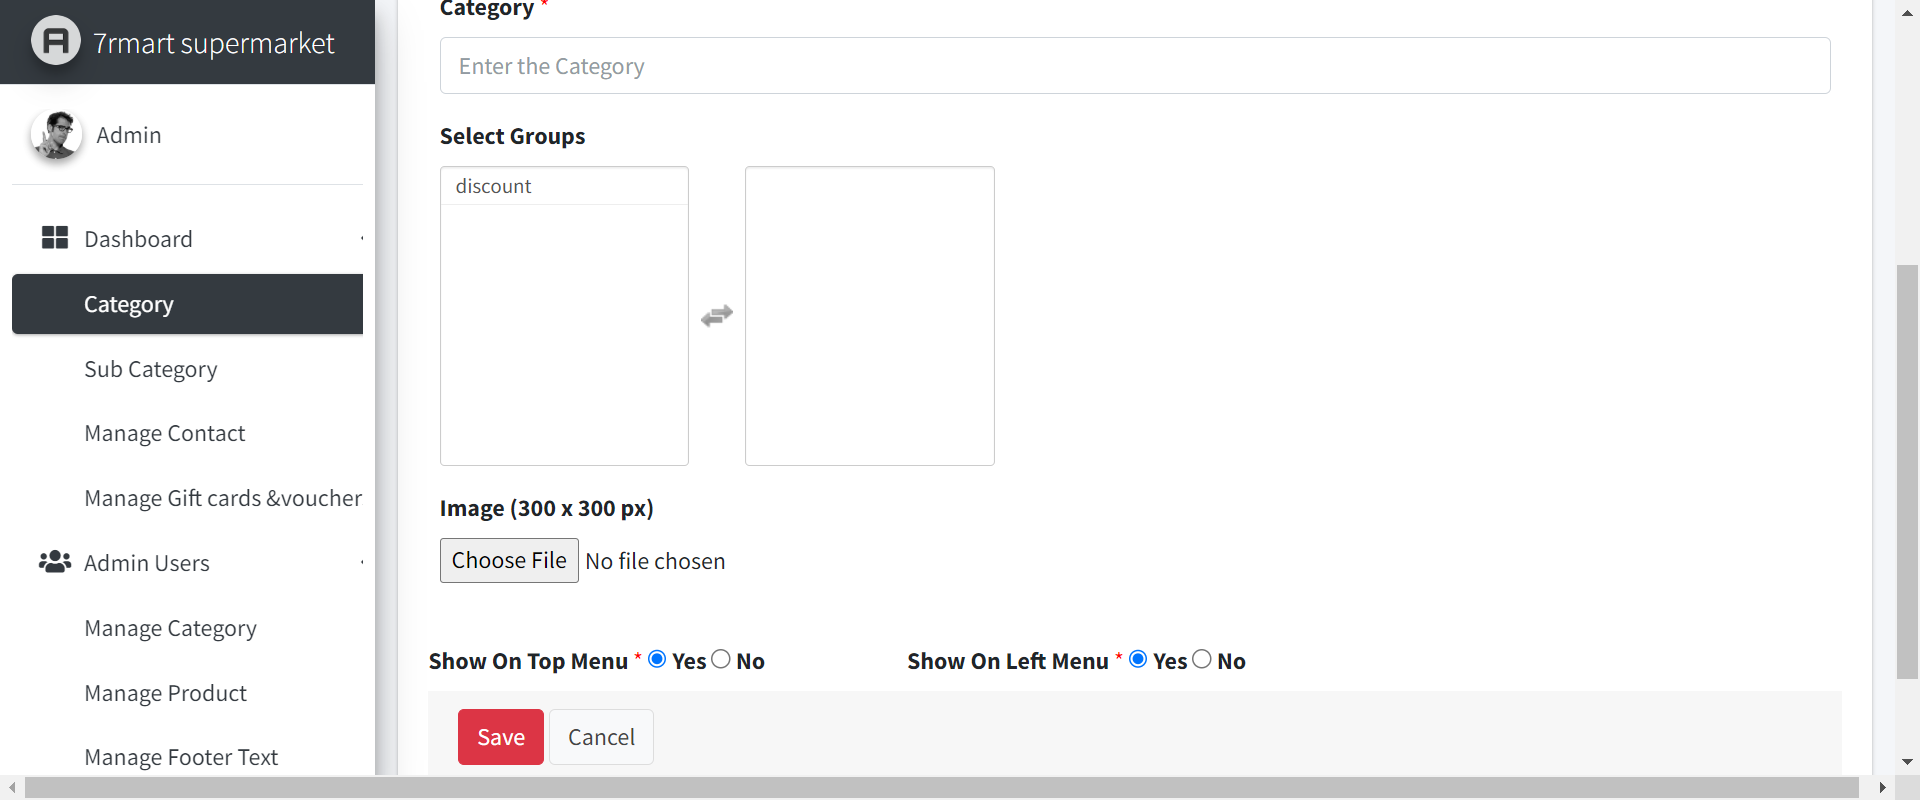 7rmart supermarket
Admin
Dashboard
Category
Sub Category
Manage Contact
Manage Gift cards &voucher
Admin Users
Manage Category
Manage Product
Manage Footer Text
Category *
Enter the Category
Select Groups
discount
Image (300 x 300 px)
Choose File No file chosen
Show On Top Menu * Yes No Show On Left Menu * Yes No
Save Cancel